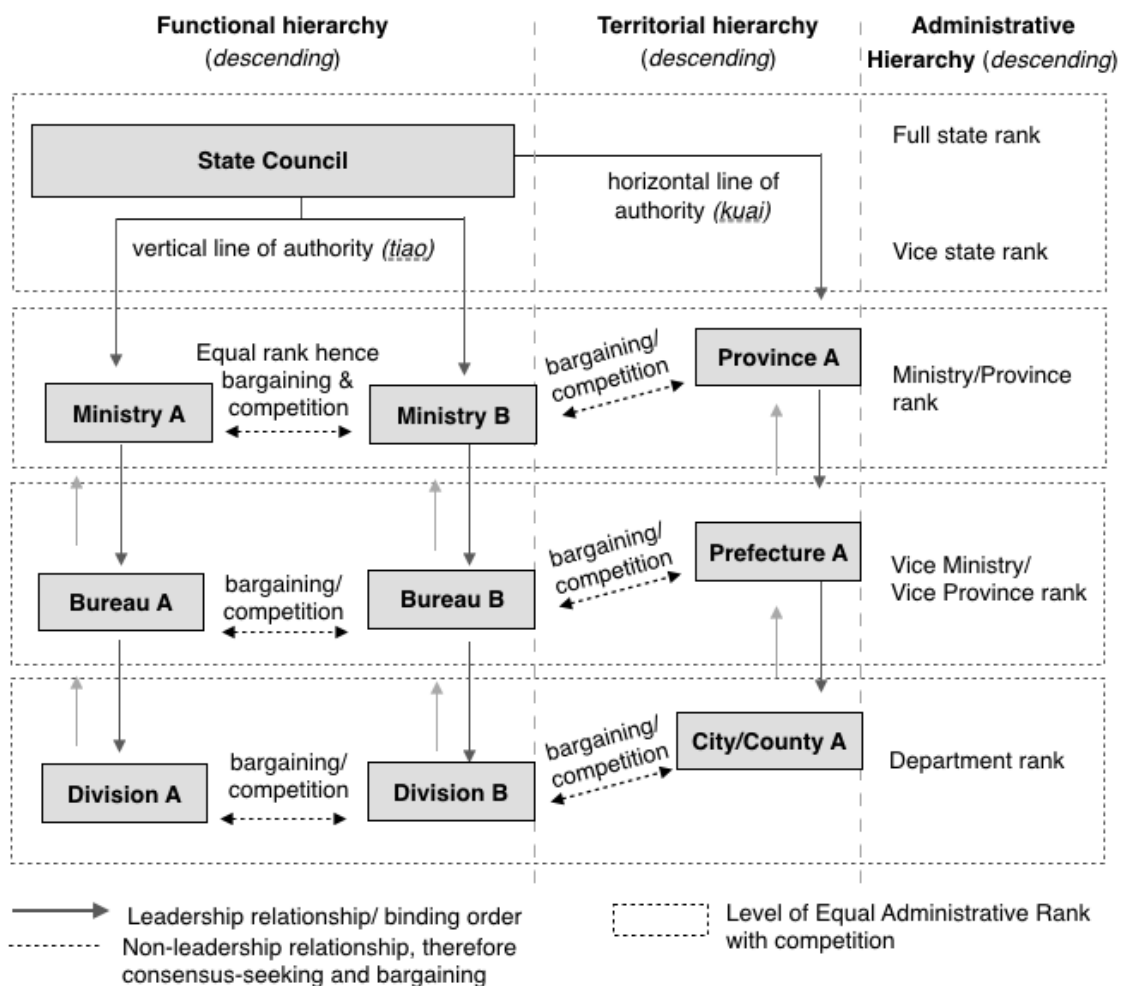 Functional hierarchy
(descending)
Territorial hierarchy
(descending)
Administrative
Hierarchy (descending)
State Council
Full state rank
horizontal line of
authority (kuai)
vertical line of authority (tiao)
Vice state rank
Equal rank hence
bargaining &
competition
Ministry A
Ministry B
bargaining/
competition
Province A
Ministry/Province
rank
Bureau A
bargaining/
competition
Bureau B
bargaining/
competition
Prefecture A
Vice Ministry/
Vice Province rank
Division A
bargaining/
competition
Division B
bargaining/
competition
City/County A
Department rank
Leadership relationship/ binding order
Non-leadership relationship, therefore
consensus-seeking and bargaining
Level of Equal Administrative Rank
with competition